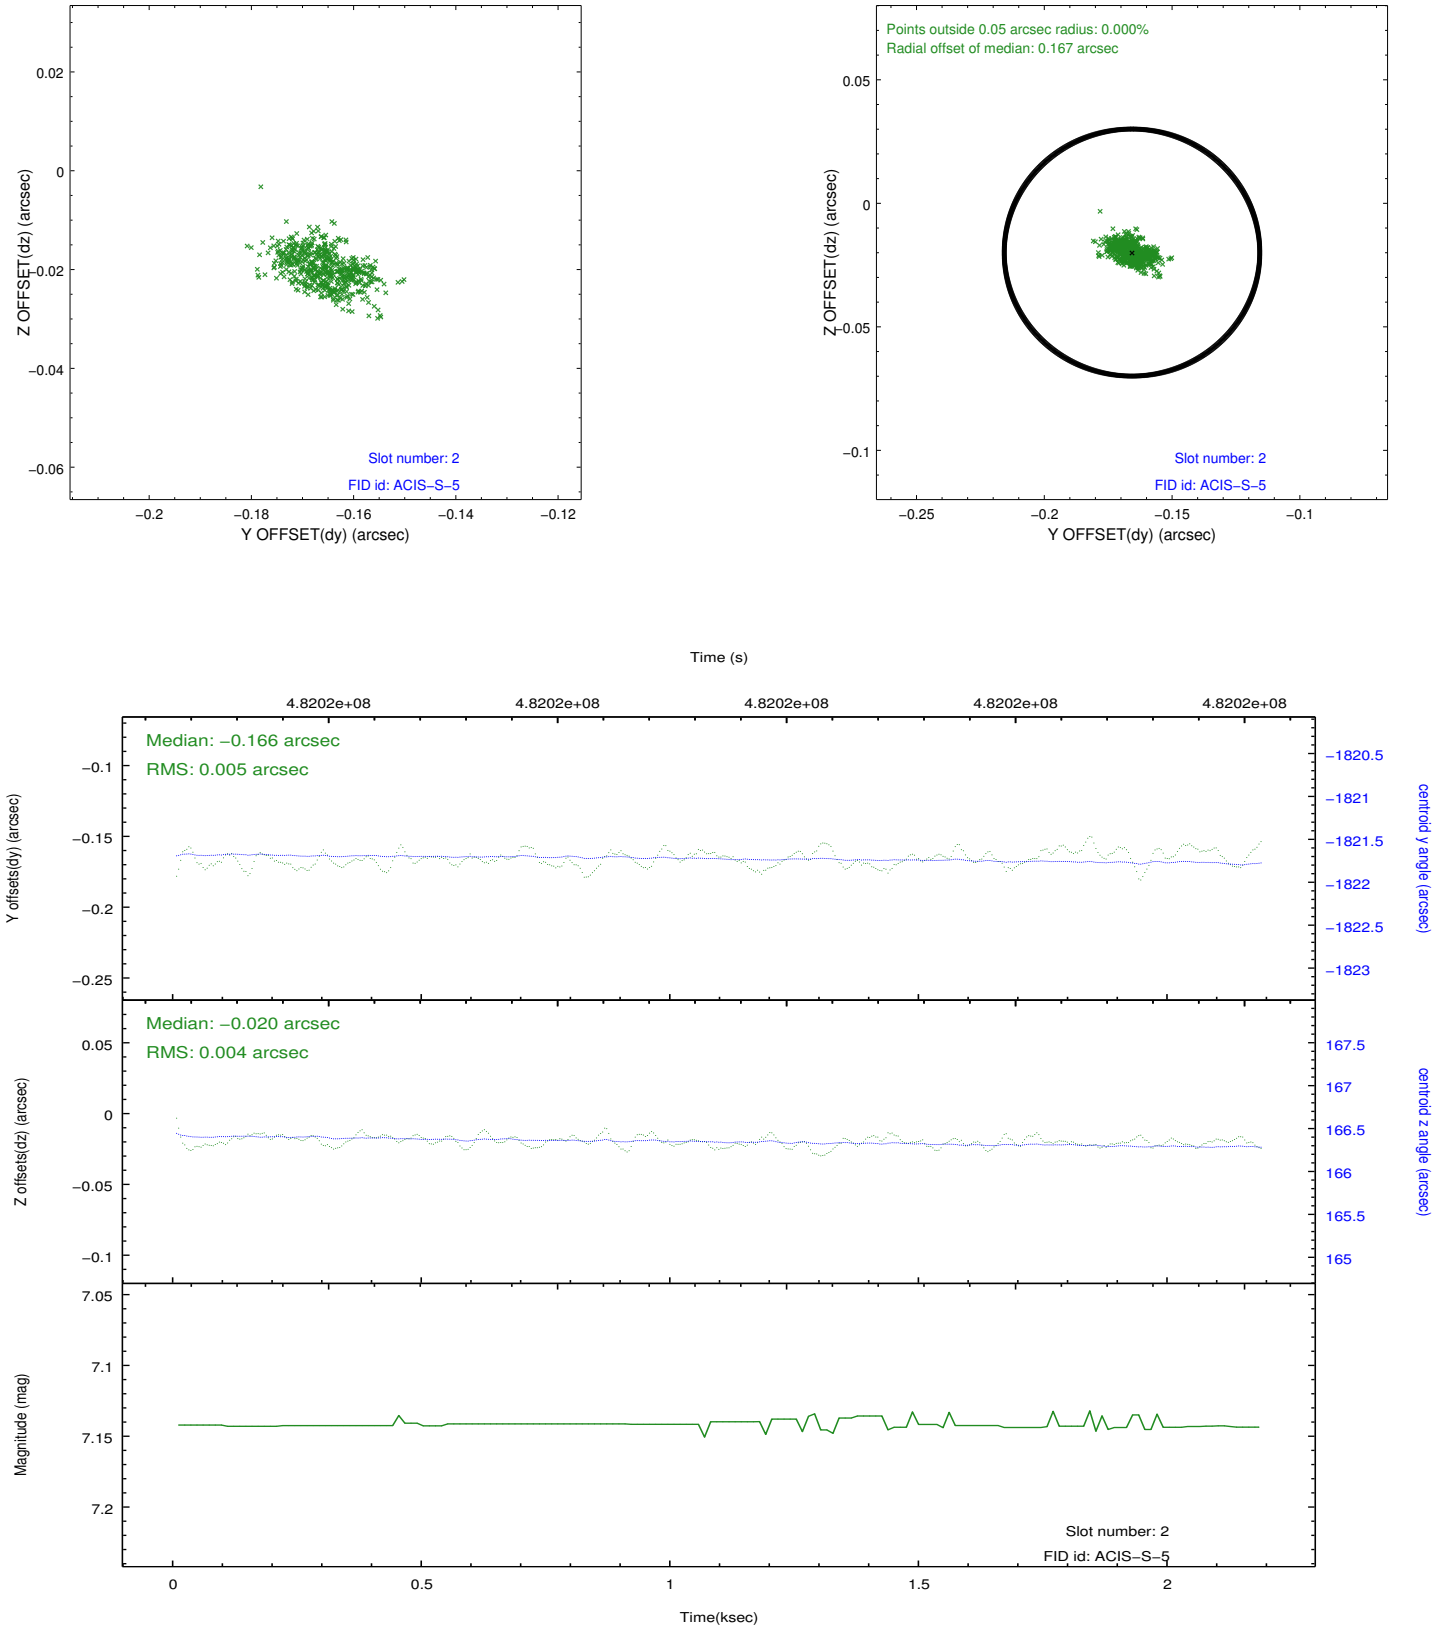 0.02
0
−0.02
−0.04
−0.06
Z OFFSET(dz) (arcsec)
Slot number: 2
FID id: ACIS−S−5
−0.2
−0.18
−0.16
−0.14
−0.12
Y OFFSET(dy) (arcsec)
Points outside 0.05 arcsec radius: 0.000%
Radial offset of median: 0.167 arcsec
0.05
0
−0.05
−0.1
Z OFFSET(dz) (arcsec)
Slot number: 2
FID id: ACIS−S−5
−0.25
−0.2
−0.15
−0.1
Y OFFSET(dy) (arcsec)
Time (s)
4.8202e+08
4.8202e+08
4.8202e+08
4.8202e+08
4.8202e+08
Median: −0.166 arcsec
RMS: 0.005 arcsec
−0.1
−0.15
−0.2
−0.25
Y offsets(dy) (arcsec)
−1820.5
−1821
−1821.5
−1822
−1822.5
−1823
centroid y angle (arcsec)
Median: −0.020 arcsec
RMS: 0.004 arcsec
0.05
0
−0.05
−0.1
Z offsets(dz) (arcsec)
167.5
167
166.5
166
165.5
165
centroid z angle (arcsec)
7.05
7.1
7.15
7.2
Magnitude (mag)
Slot number: 2
FID id: ACIS−S−5
0
0.5
1
1.5
2
Time(ksec)